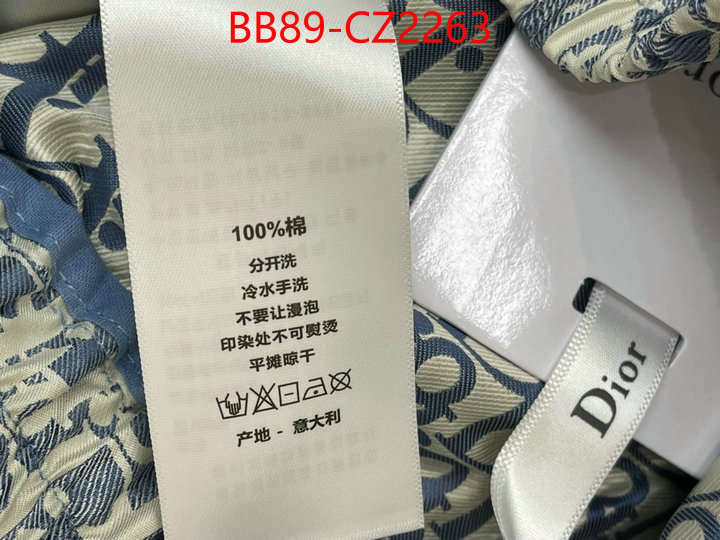 BB89-CZ2263
100%棉
分开洗
冷水手洗
不要让漫泡
印染处不可熨烫
平摊晾干
产地 - 意大利
Dior